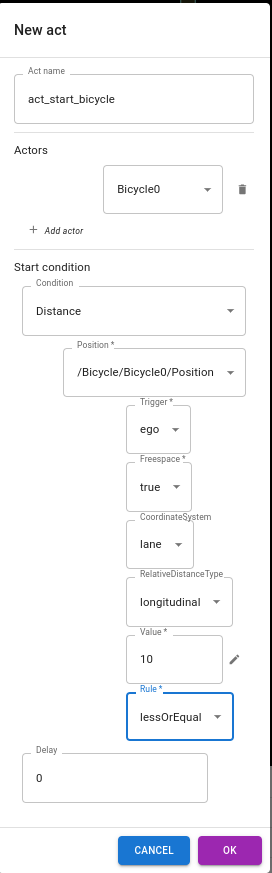 New act
Act name
act_start_bicycle
Actors
Bicycle0
+ Add actor
Start condition
Condition
Distance
Position *
/Bicycle/Bicycle0/Position
Trigger *
ego
Freespace *
true
CoordinateSystem
lane
RelativeDistanceType
longitudinal
Value *
10
Rule *
lessOrEqual
Delay
0
CANCEL OK